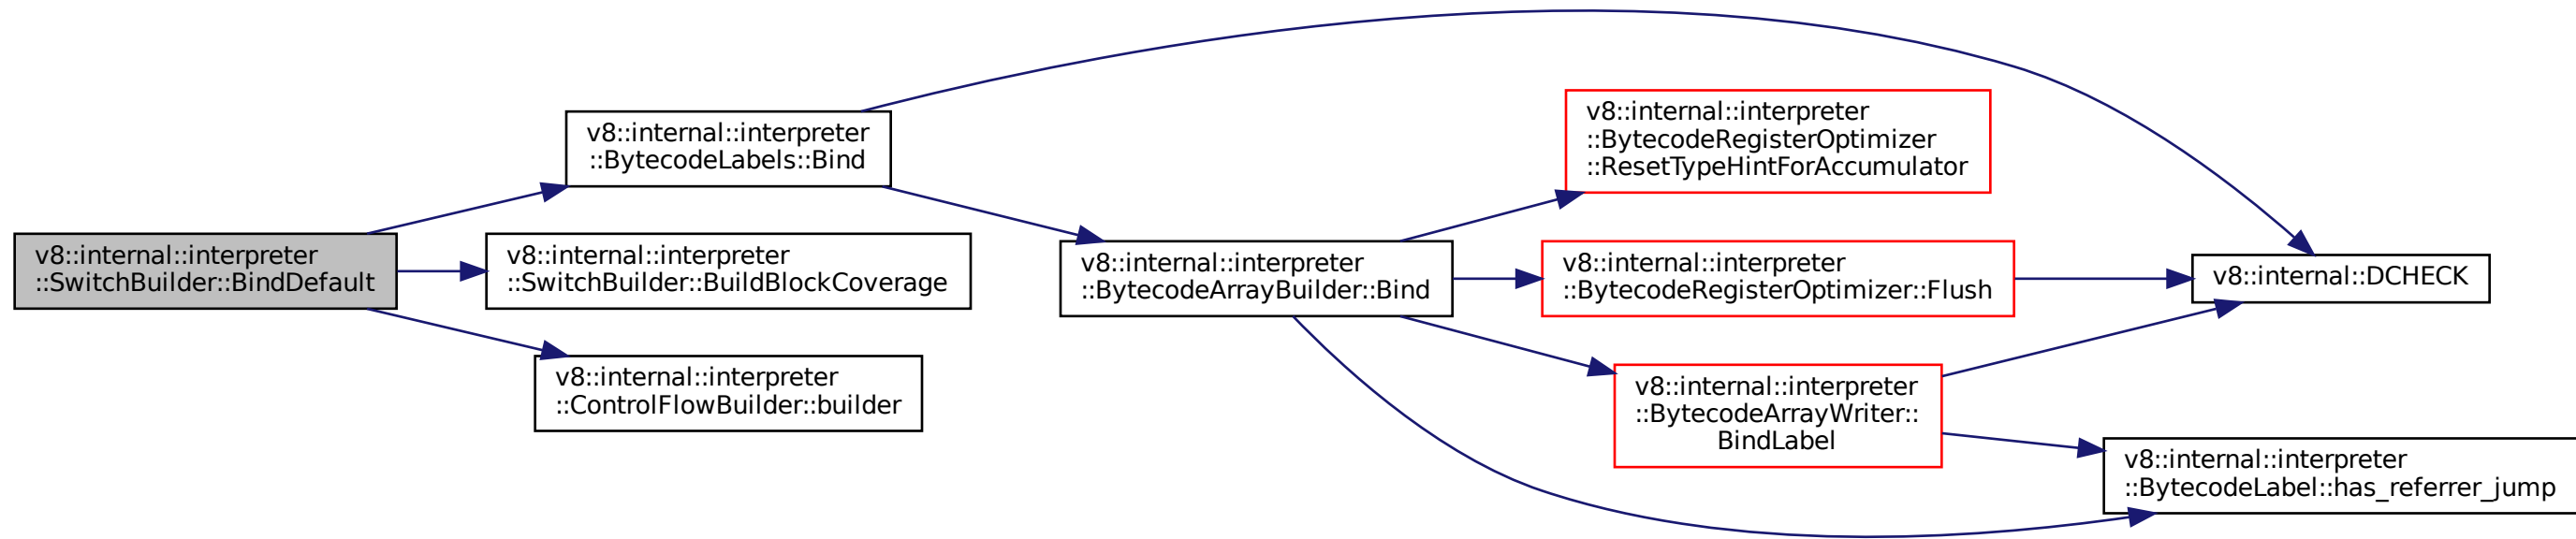 v8::internal::interpreter
::SwitchBuilder::BindDefault
v8::internal::interpreter
::BytecodeLabels::Bind
v8::internal::interpreter
::SwitchBuilder::BuildBlockCoverage
v8::internal::interpreter
::ControlFlowBuilder::builder
v8::internal::interpreter
::BytecodeArrayBuilder::Bind
v8::internal::interpreter
::BytecodeRegisterOptimizer
::ResetTypeHintForAccumulator
v8::internal::interpreter
::BytecodeRegisterOptimizer::Flush
v8::internal::interpreter
::BytecodeArrayWriter::
BindLabel
v8::internal::DCHECK
v8::internal::interpreter
::BytecodeLabel::has_referrer_jump